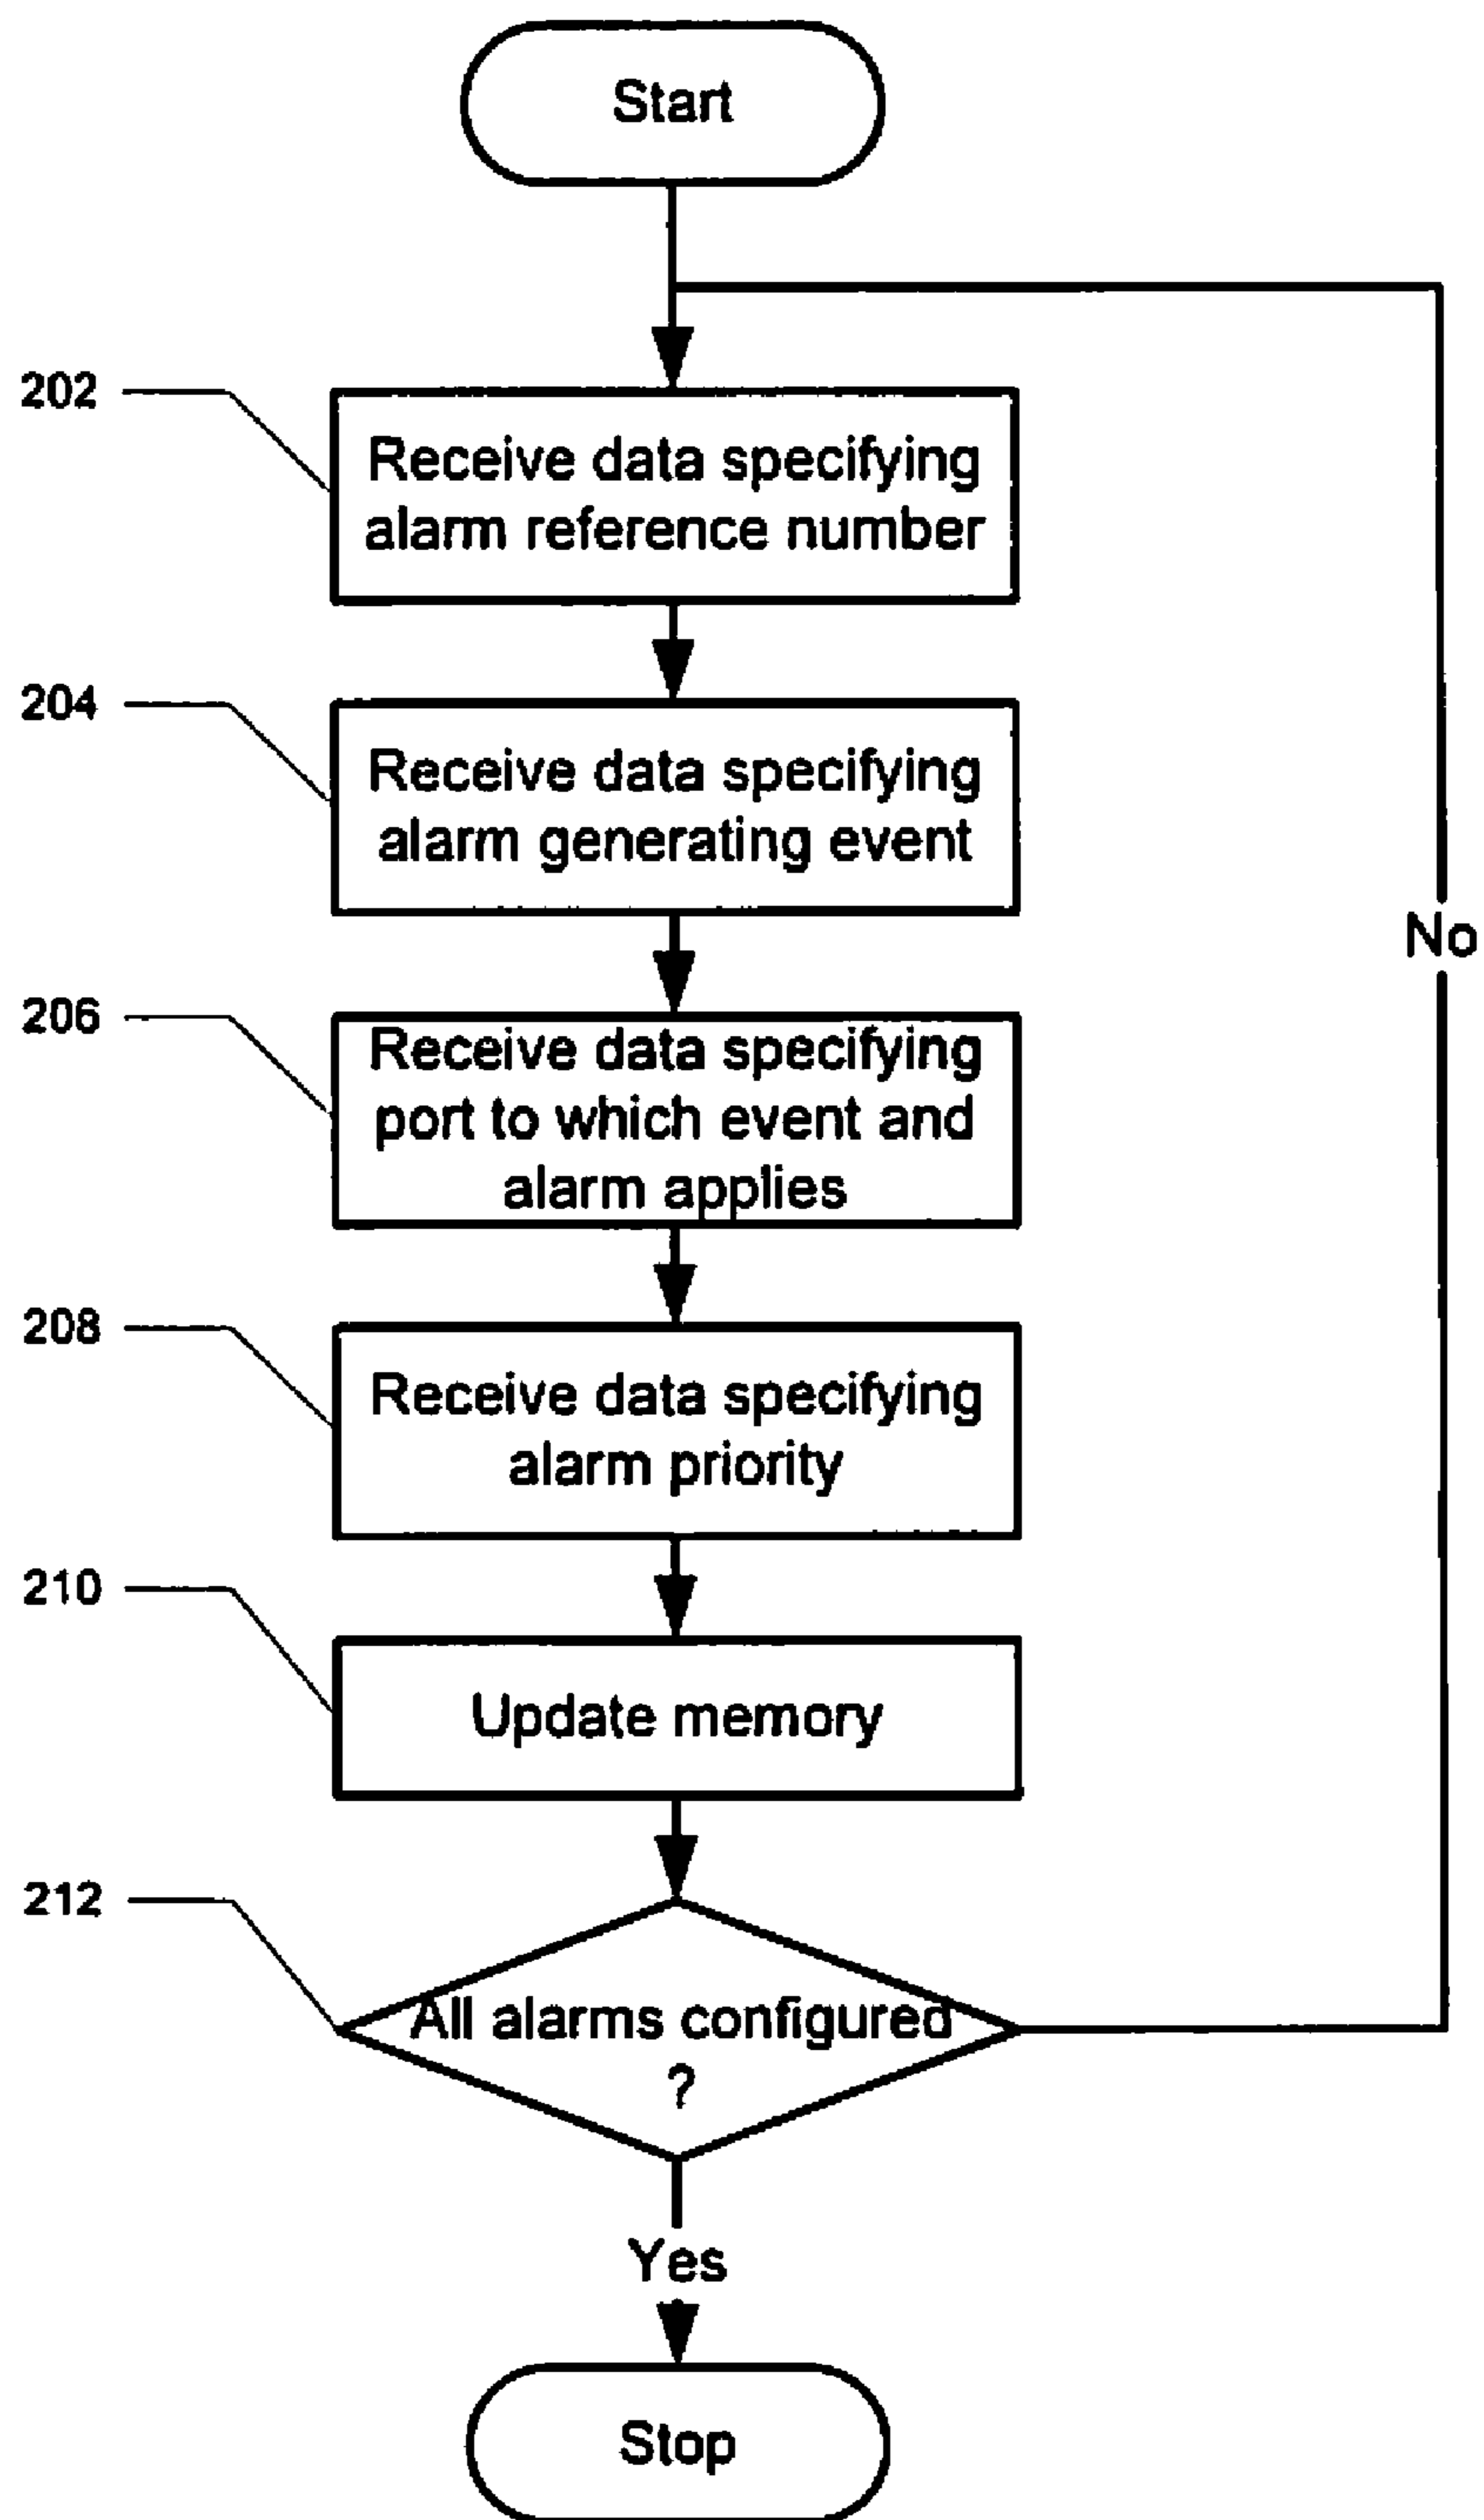 Start
202
Receive data specifying
alarm reference number
204
Receive data specifying
alarm generating event
No
206
Receive data specifying
port to which event and
alarm applies
208
Receive data specifying
alarm priority
210
Update memory
212
All alarms configured
?
Yes
Stop